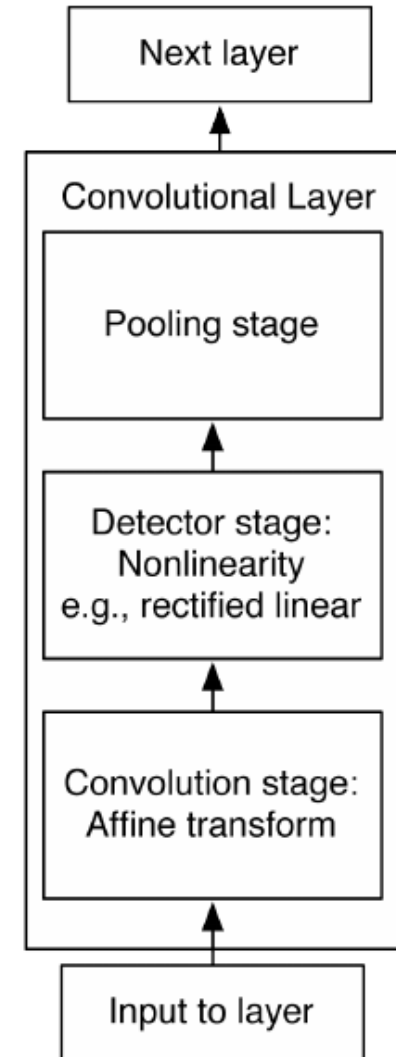 Next layer
Convolutional Layer
Pooling stage
Detector stage:
Nonlinearity
e.g., rectified linear
Convolution stage:
Affine transform
Input to layer